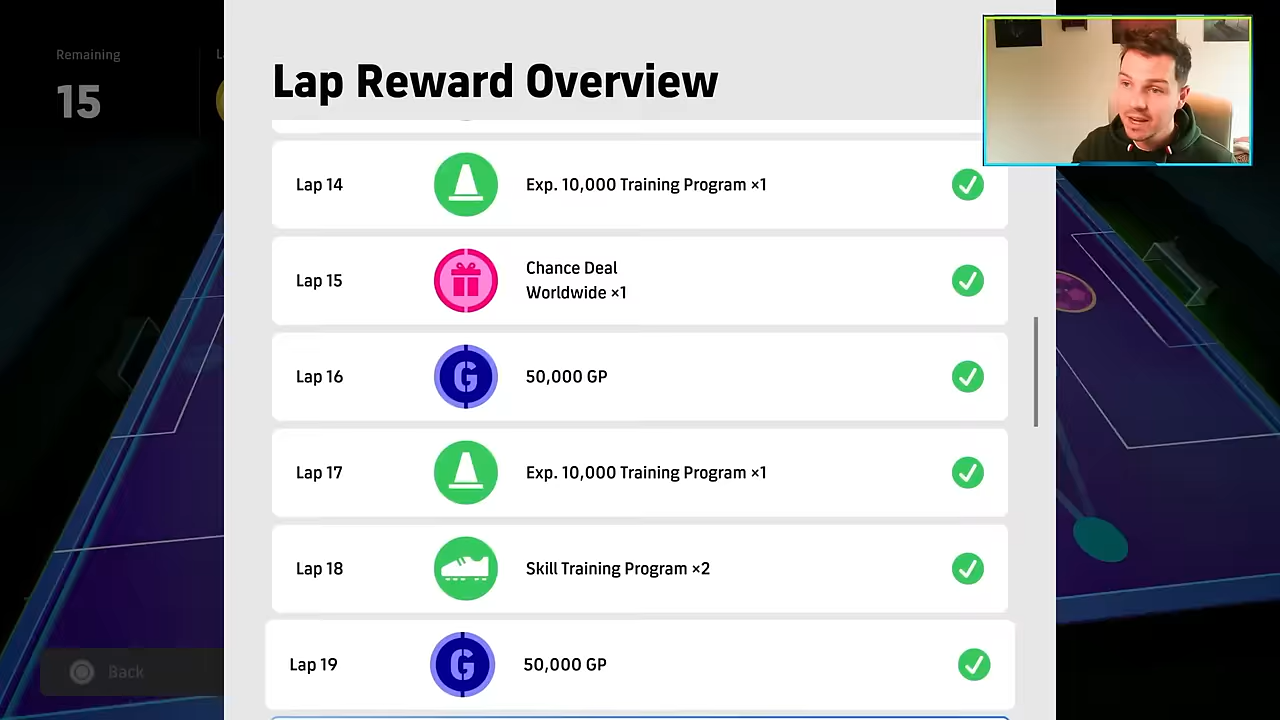 Remaining
L
15
Lap Reward Overview
Lap 14
Exp. 10,000 Training Program ×1
Lap 15
Chance Deal
Worldwide ×1
Lap 16
G
50,000 GP
Lap 17
Exp. 10,000 Training Program ×1
Lap 18
Skill Training Program ×2
Lap 19
G
50,000 GP
Back